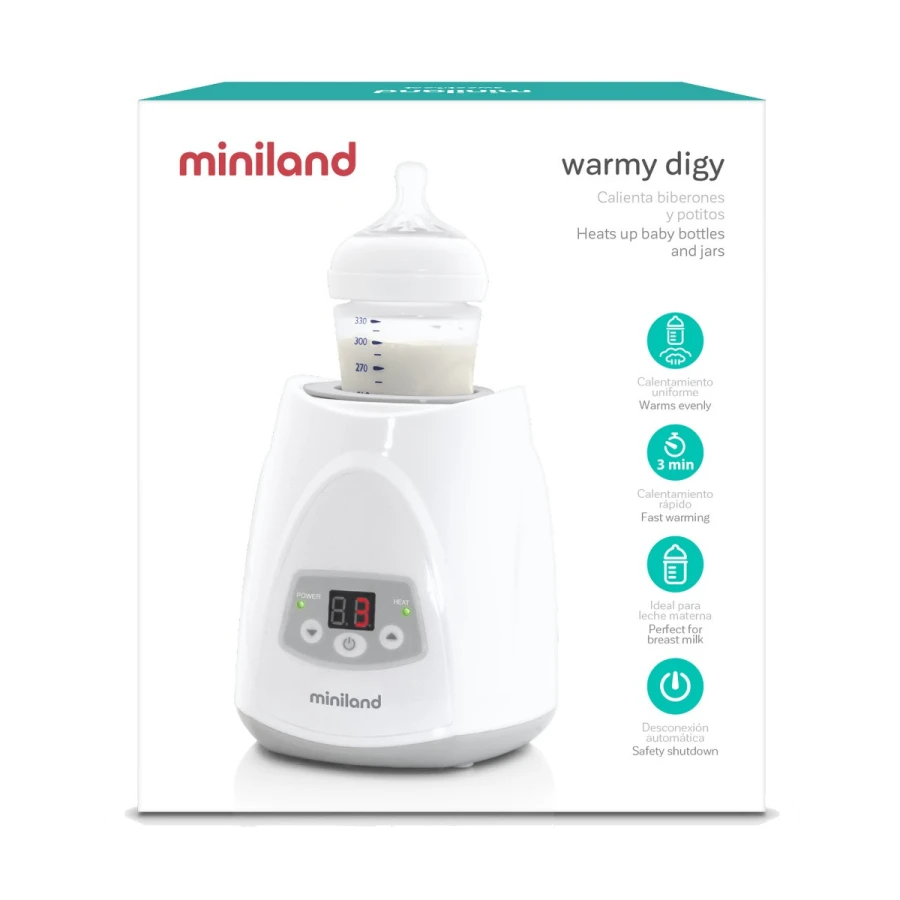 miniland
miniland
warmy digy
Calienta biberones
y potitos
Heats up baby bottles
and jars
330
300
270
Calentamiento
uniforme
Warms evenly
3 min
Calentamiento
rápido
Fast warming
Ideal para
leche materna
Perfect for
breast milk
Desconexión
automática
Safety shutdown
POWER
HEAT
3
miniland